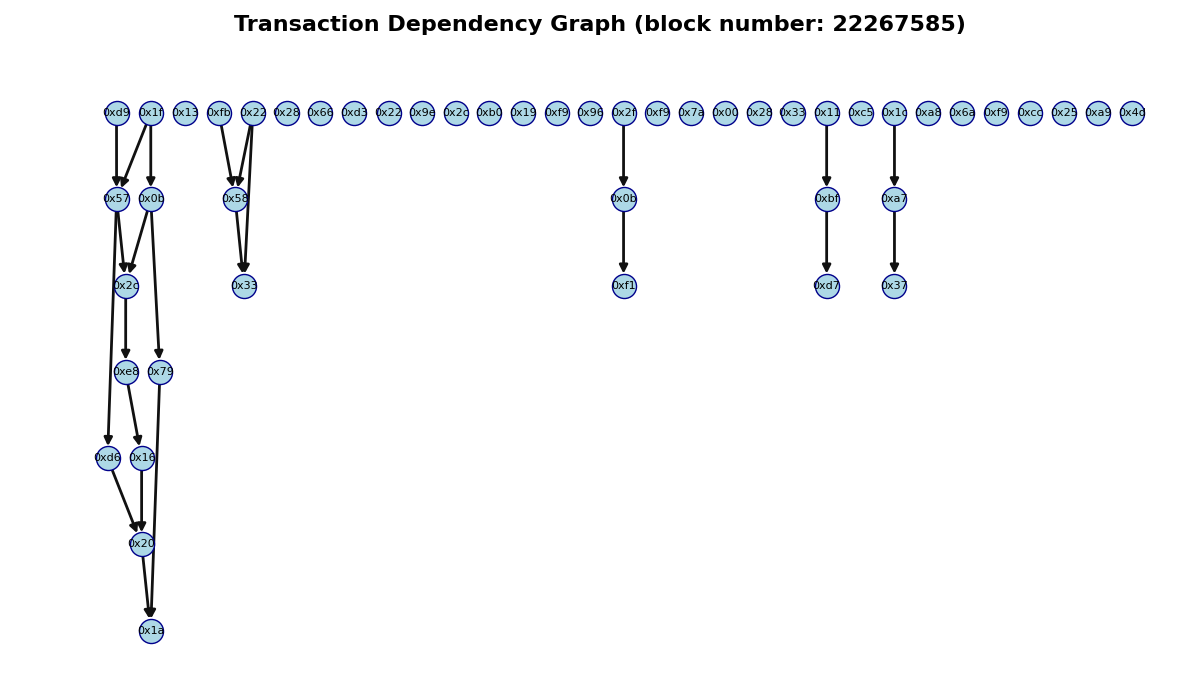 Transaction Dependency Graph (block number: 22267585)
0xd9 0x1f 0x13 0xfb 0x22 0x28 0x66 0xd3 0x22 0x9e 0x2c 0xb0 0x19 0xf9 0x96 0x2f 0xf9 0x7a 0x00 0x28 0x33 0x11 0xc5 0x1c 0xa8 0x6a 0xf9 0xcc 0x25 0xa9 0x4d
0x57 0x0b 0x58 0x0b 0xbf 0xa7
0x2c 0x33 0xf1 0xd7 0x37
0xe8 0x79
0xd6 0x16
0x20
0x1a